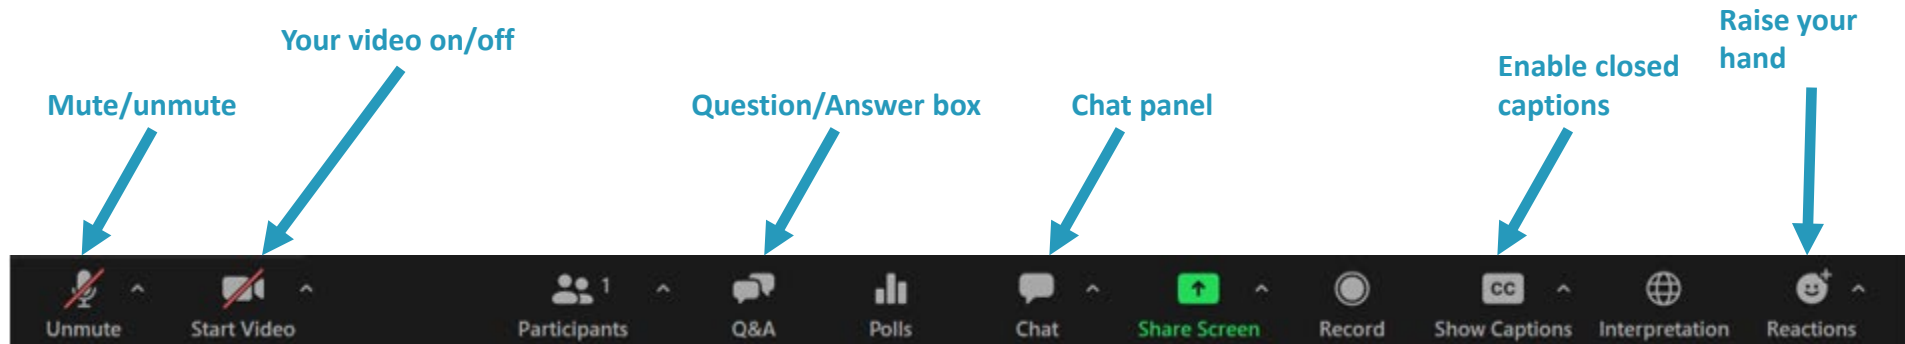 Your video on/off
Raise your
hand
Enable closed
captions
Mute/unmute
Question/Answer box
Chat panel
Unmute
Start Video
1
Participants
Q&A
Polls
Chat
Share Screen
Record
CC
Show Captions
Interpretation
Reactions